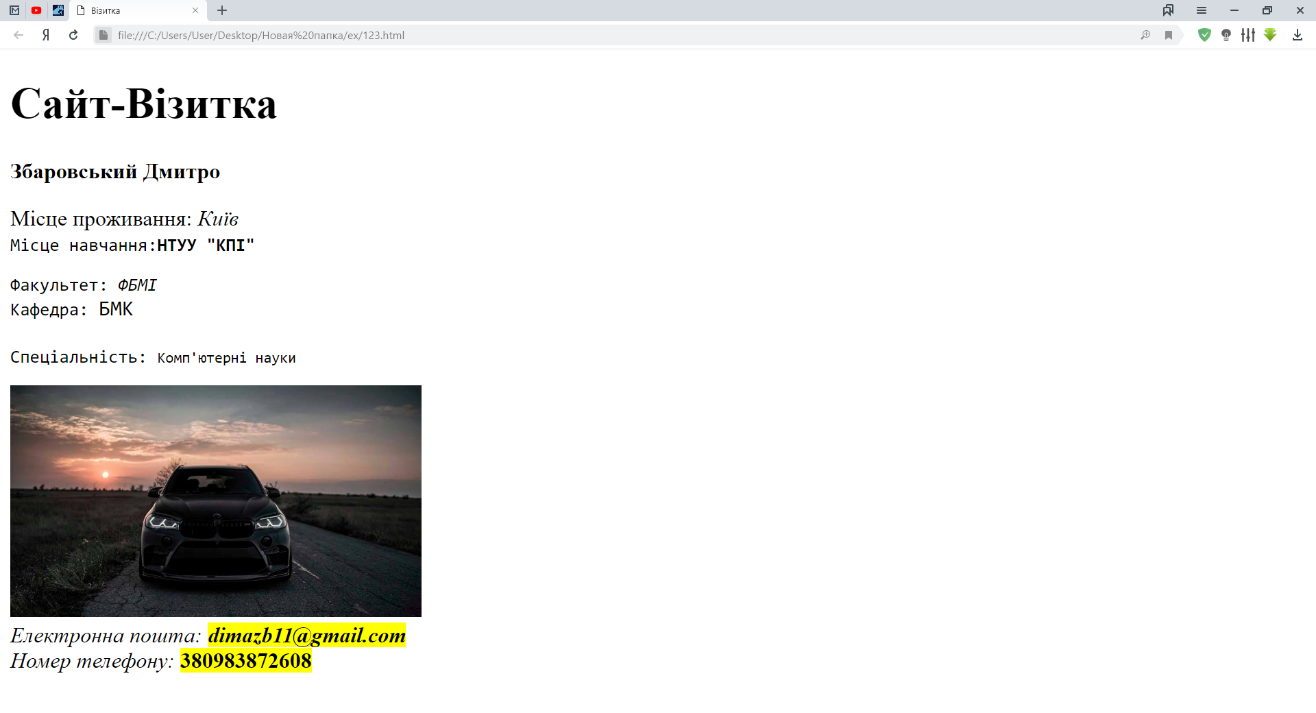 Візитка
file:///C:/Users/User/Desktop/Новая%20папка/ex/123.html
Сайт-Візитка
Збаровський Дмитро
Місце проживання: Київ
Місце навчання:НТУУ "КПІ"
Факультет: ФБМІ
Кафедра: БМК
Спеціальність: Комп'ютерні науки
Електронна пошта: dimazb11@gmail.com
Номер телефону: 380983872608